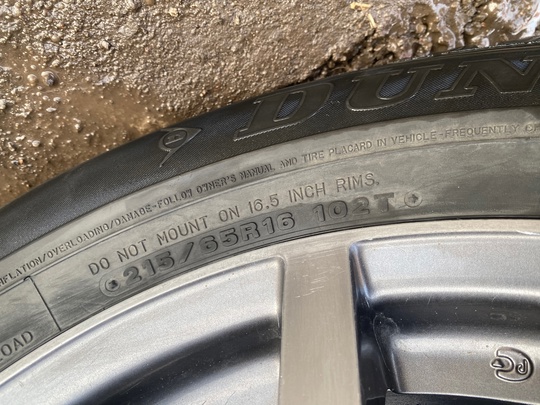 DUN
INFLATION/OVERLOADING/DAMAGE-FOLLOW OWNER'S MANUAL AND TIRE PLACARD IN VEHICLE-FREQUENTLY
DO NOT MOUNT ON 16.5 INCH RIMS.
215/65R16 102T
OAD